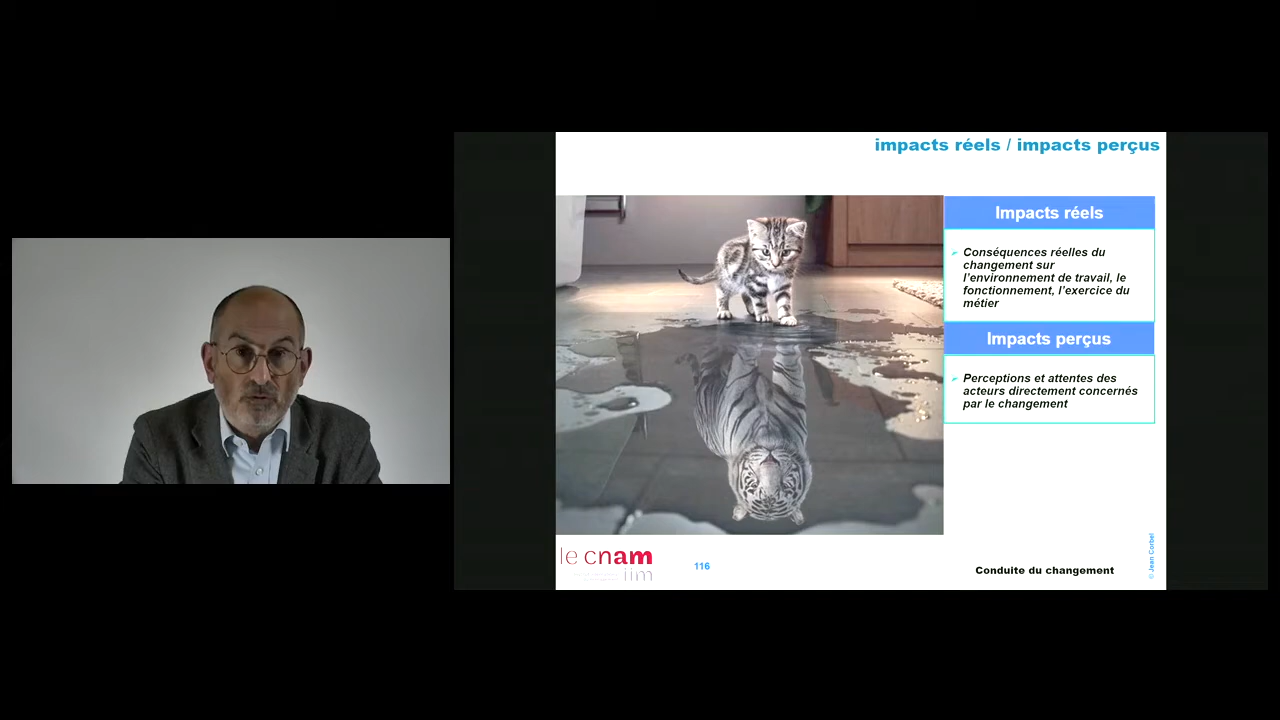 impacts réels / impacts perçus
Impacts réels
Conséquences réelles du
changement sur
l'environnement de travail, le
fonctionnement, l'exercice du
métier
Impacts perçus
Perceptions et attentes des
acteurs directement concernés
par le changement
le cnam
iim
116
Conduite du changement
© Jean Corbel